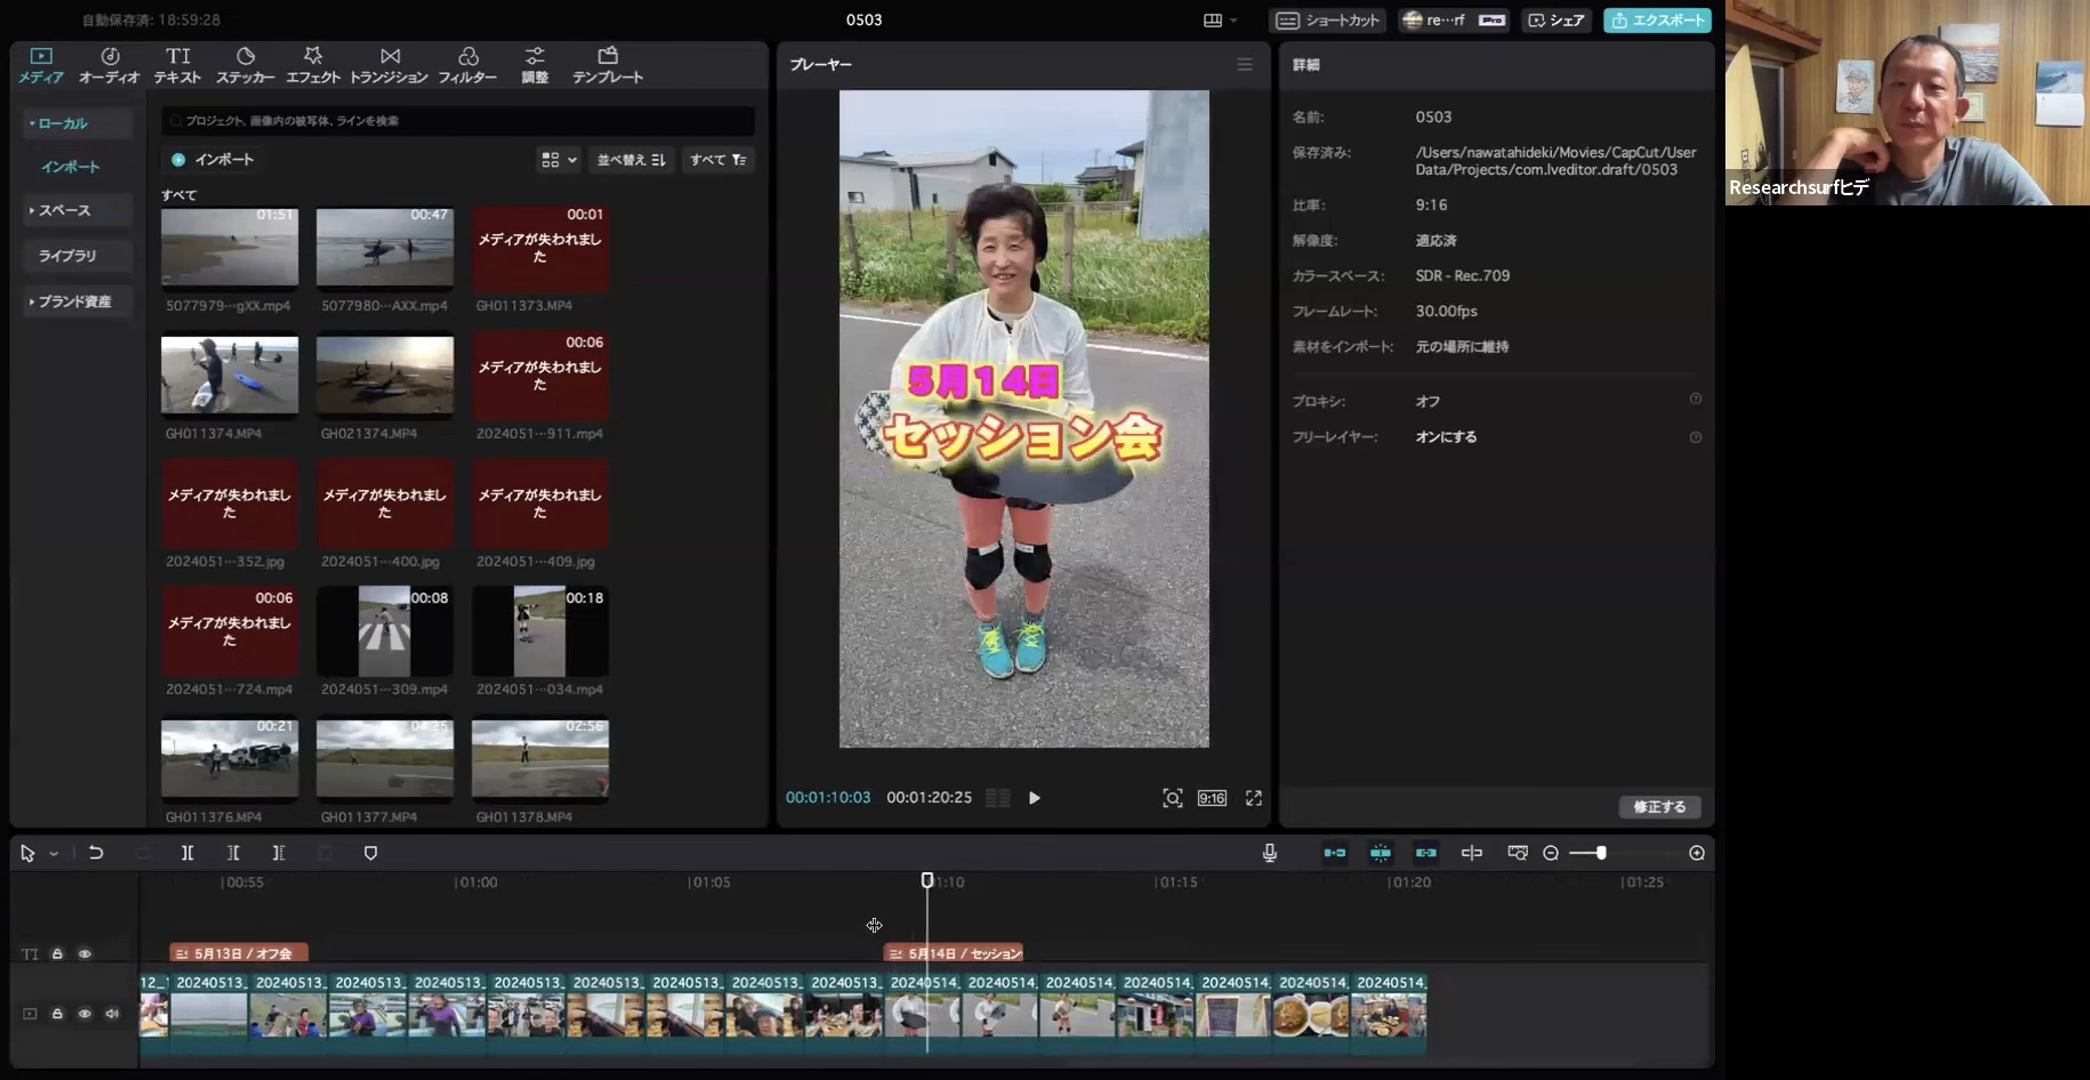 自動保存済: 18:59:28
0503
ショートカット
re…rf
Pro
シェア
エクスポート
メディア
オーディオ
TI
テキスト
ステッカー
エフェクト
トランジション
フィルター
調整
テンプレート
ローカル
インポート
スペース
ライブラリ
ブランド資産
プロジェクト、画像内の被写体、ラインを検索
インポート
並べ替え
すべて
すべて
01:51
5077979…gXX.mp4
00:47
5077980…AXX.mp4
00:01
メディアが失われまし
た
GH011373.MP4
GH011374.MP4
GH021374.MP4
00:06
メディアが失われまし
た
2024051…911.mp4
メディアが失われまし
た
2024051…352.jpg
メディアが失われまし
た
2024051…400.jpg
メディアが失われまし
た
2024051…409.jpg
00:06
メディアが失われまし
た
2024051…724.mp4
00:08
2024051…309.mp4
00:18
2024051…034.mp4
00:21
GH011376.MP4
GH011377.MP4
02:56
GH011378.MP4
プレーヤー
5月14日
セッション会
00:01:10:03
00:01:20:25
9:16
詳細
名前:
0503
保存済み:
/Users/nawatahideki/Movies/CapCut/User
Data/Projects/com.lveditor.draft/0503
比率:
9:16
解像度:
適応済
カラースペース:
SDR - Rec.709
フレームレート:
30.00fps
素材をインポート:
元の場所に維持
プロキシ:
オフ
フリーレイヤー:
オンにする
修正する
Researchsurfヒデ
00:55
01:00
01:05
01:10
01:15
01:20
01:25
TI
5月13日 / オフ会
5月14日 / セッション
12_
20240513_
20240513_
20240513_
20240513_
20240513_
20240513_
20240513_
20240513_
20240513_
20240514_
20240514_
20240514_
20240514_
20240514_
20240514_
20240514_